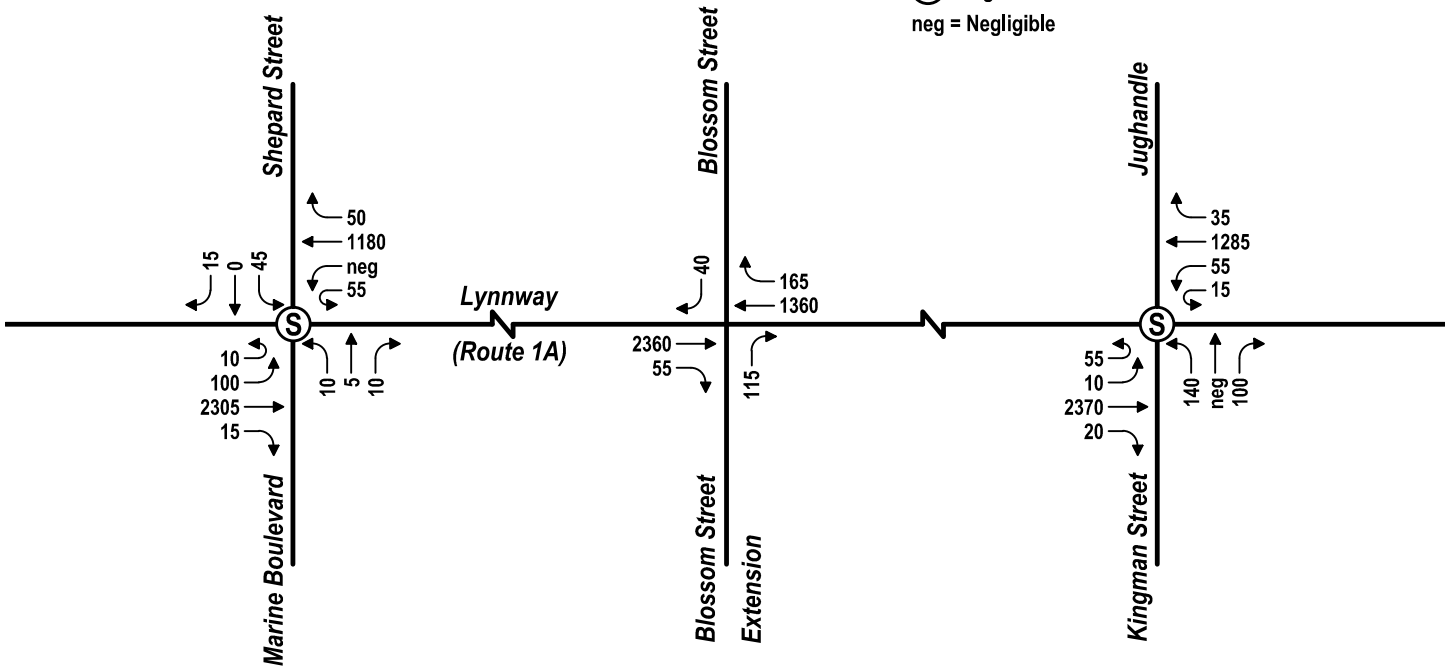 neg = Negligible
Shepard Street
Blossom Street
Jughandle
50
1180
neg
55
15
0
45
S
10
100
2305
15
10
5
10
Marine Boulevard
Lynnway
(Route 1A)
40
165
1360
2360
55
115
Blossom Street
Extension
35
1285
55
15
S
55
10
2370
20
140
neg
100
Kingman Street